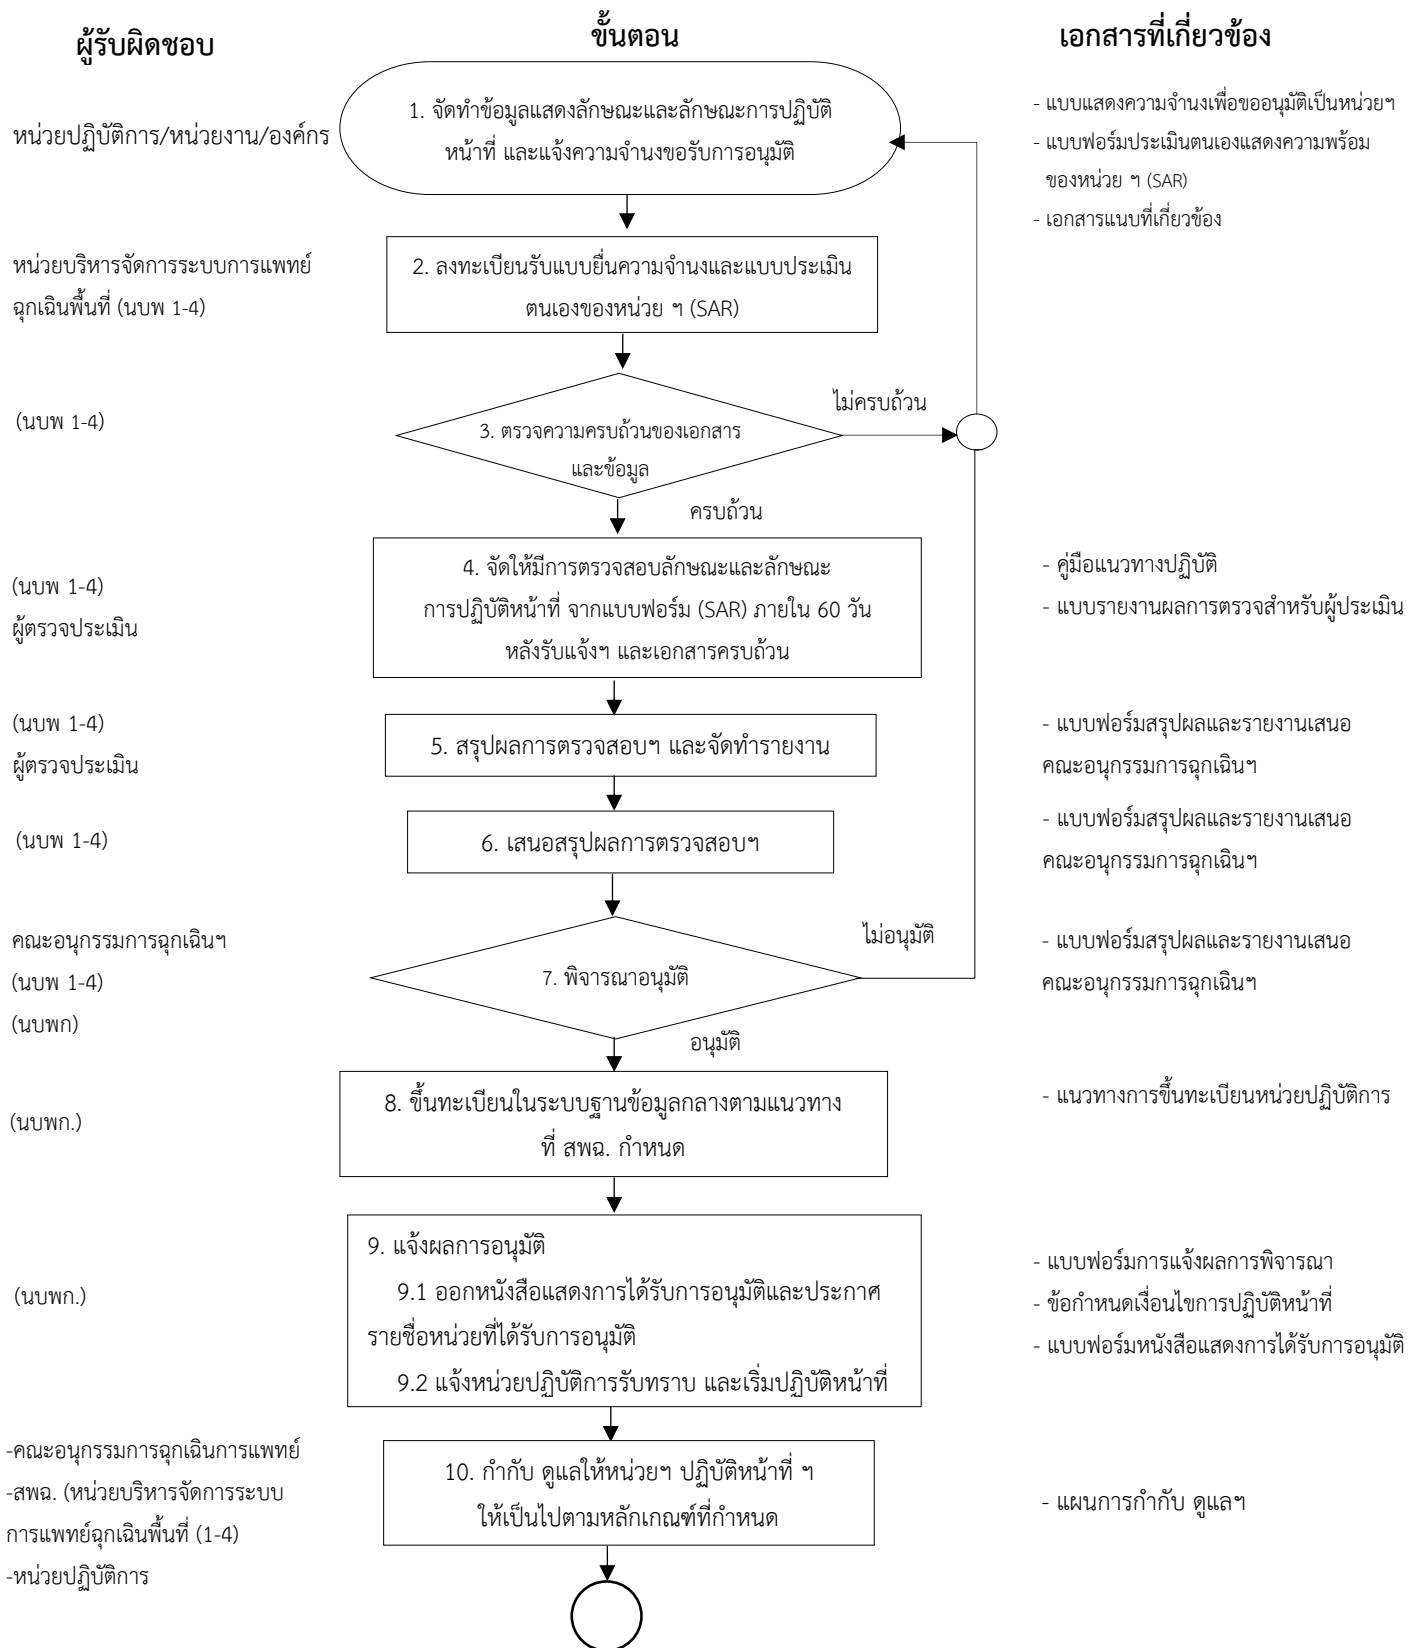 ผู้รับผิดชอบ
ขั้นตอน
เอกสารที่เกี่ยวข้อง
หน่วยปฏิบัติการ/หน่วยงาน/องค์กร
1. จัดทำข้อมูลแสดงลักษณะและลักษณะการปฏิบัติ
หน้าที่ และแจ้งความจำนงขอรับการอนุมัติ
- แบบแสดงความจำนงเพื่อขออนุมัติเป็นหน่วยฯ
- แบบฟอร์มประเมินตนเองแสดงความพร้อม
ของหน่วย ฯ (SAR)
- เอกสารแนบที่เกี่ยวข้อง
หน่วยบริหารจัดการระบบการแพทย์
ฉุกเฉินพื้นที่ (นบพ 1-4)
2. ลงทะเบียนรับแบบยื่นความจำนงและแบบประเมิน
ตนเองของหน่วย ฯ (SAR)
(นบพ 1-4)
3. ตรวจความครบถ้วนของเอกสาร
และข้อมูล
ไม่ครบถ้วน
ครบถ้วน
(นบพ 1-4)
ผู้ตรวจประเมิน
4. จัดให้มีการตรวจสอบลักษณะและลักษณะ
การปฏิบัติหน้าที่ จากแบบฟอร์ม (SAR) ภายใน 60 วัน
หลังรับแจ้งฯ และเอกสารครบถ้วน
- คู่มือแนวทางปฏิบัติ
- แบบรายงานผลการตรวจสำหรับผู้ประเมิน
(นบพ 1-4)
ผู้ตรวจประเมิน
5. สรุปผลการตรวจสอบฯ และจัดทำรายงาน
- แบบฟอร์มสรุปผลและรายงานเสนอ
คณะอนุกรรมการฉุกเฉินฯ
(นบพ 1-4)
6. เสนอสรุปผลการตรวจสอบฯ
- แบบฟอร์มสรุปผลและรายงานเสนอ
คณะอนุกรรมการฉุกเฉินฯ
คณะอนุกรรมการฉุกเฉินฯ
(นบพ 1-4)
(นบพก)
7. พิจารณาอนุมัติ
ไม่อนุมัติ
อนุมัติ
- แบบฟอร์มสรุปผลและรายงานเสนอ
คณะอนุกรรมการฉุกเฉินฯ
(นบพก.)
8. ขึ้นทะเบียนในระบบฐานข้อมูลกลางตามแนวทาง
ที่ สพฉ. กำหนด
- แนวทางการขึ้นทะเบียนหน่วยปฏิบัติการ
(นบพก.)
9. แจ้งผลการอนุมัติ
9.1 ออกหนังสือแสดงการได้รับการอนุมัติและประกาศ
รายชื่อหน่วยที่ได้รับการอนุมัติ
9.2 แจ้งหน่วยปฏิบัติการรับทราบ และเริ่มปฏิบัติหน้าที่
- แบบฟอร์มการแจ้งผลการพิจารณา
- ข้อกำหนดเงื่อนไขการปฏิบัติหน้าที่
- แบบฟอร์มหนังสือแสดงการได้รับการอนุมัติ
-คณะอนุกรรมการฉุกเฉินการแพทย์
-สพฉ. (หน่วยบริหารจัดการระบบ
การแพทย์ฉุกเฉินพื้นที่ (1-4)
-หน่วยปฏิบัติการ
10. กำกับ ดูแลให้หน่วยฯ ปฏิบัติหน้าที่ ฯ
ให้เป็นไปตามหลักเกณฑ์ที่กำหนด
- แผนการกำกับ ดูแลฯ